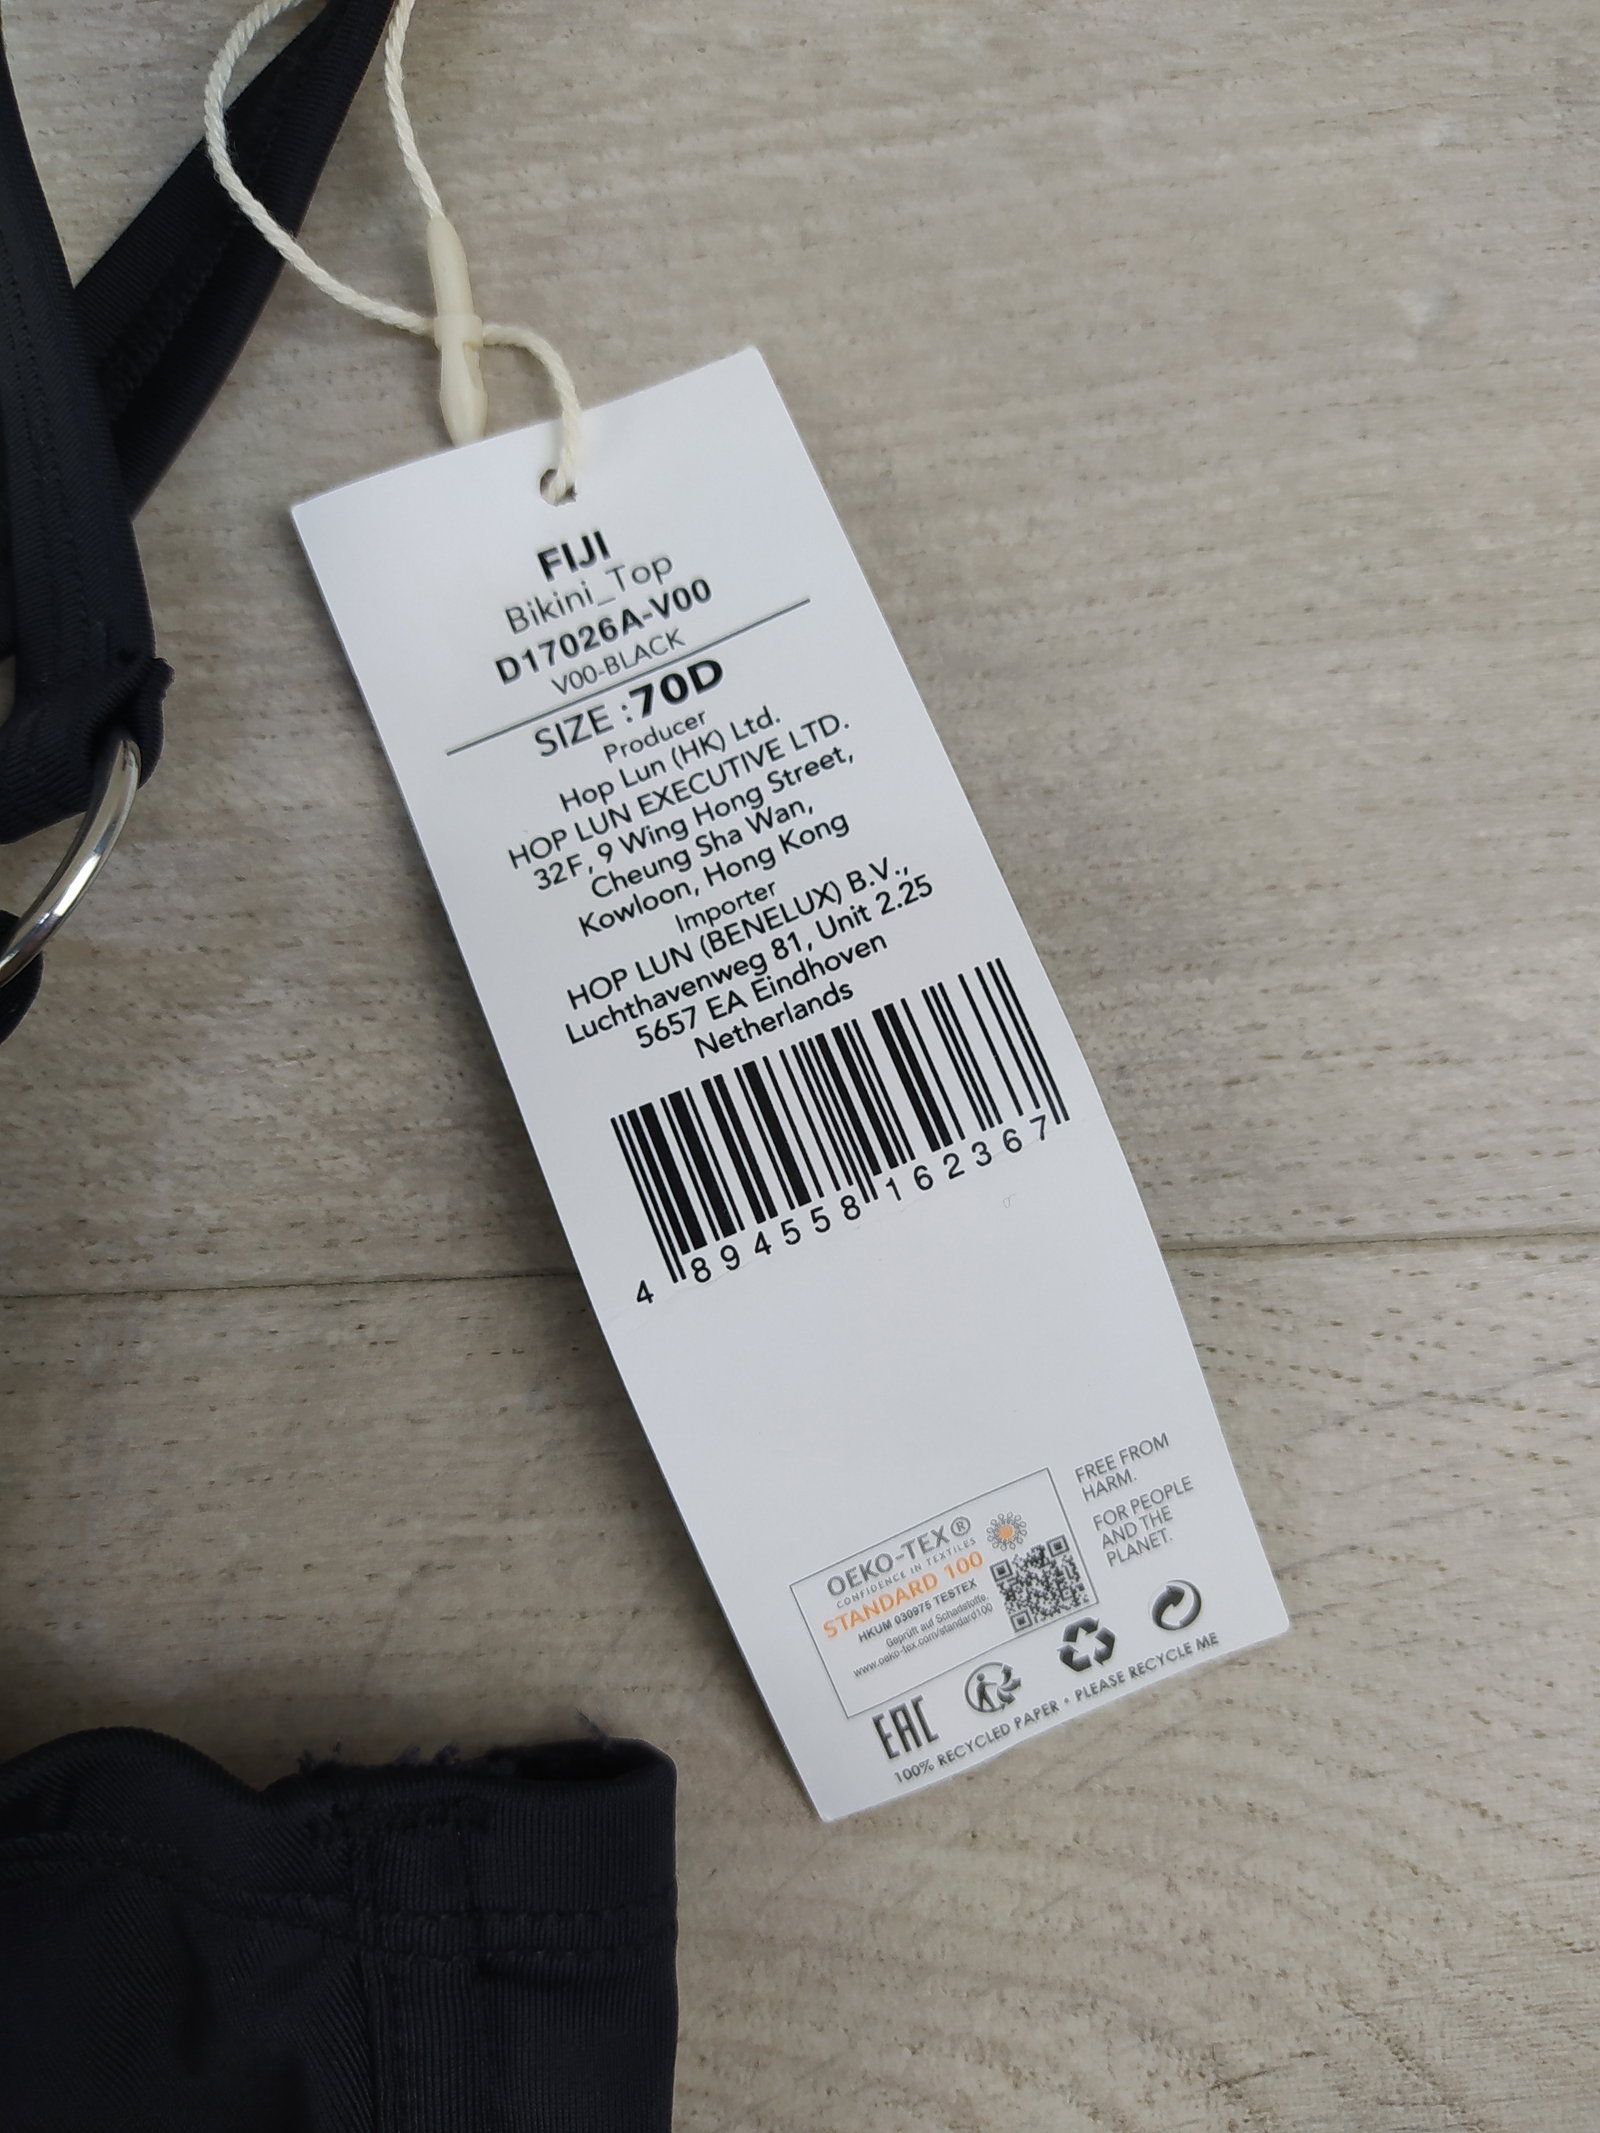 FIJI
Bikini_Top
D17026A-V00
V00-BLACK
SIZE :70D
Producer
Hop Lun (HK) Ltd.
HOP LUN EXECUTIVE LTD.
32F, 9 Wing Hong Street,
Cheung Sha Wan,
Kowloon, Hong Kong
Importer
HOP LUN (BENELUX) B.V.,
Luchthavenweg 81, Unit 2.25
5657 EA Eindhoven
Netherlands
4 894558 162367
FREE FROM
HARM.
FOR PEOPLE
AND THE
PLANET.
OEKO-TEX®
CONFIDENCE IN TEXTILES
STANDARD 100
HKUM 030975 TESTEX
Geprüft auf Schadstoffe.
www.oeko-tex.com/standard100
EAC
100% RECYCLED PAPER • PLEASE RECYCLE ME